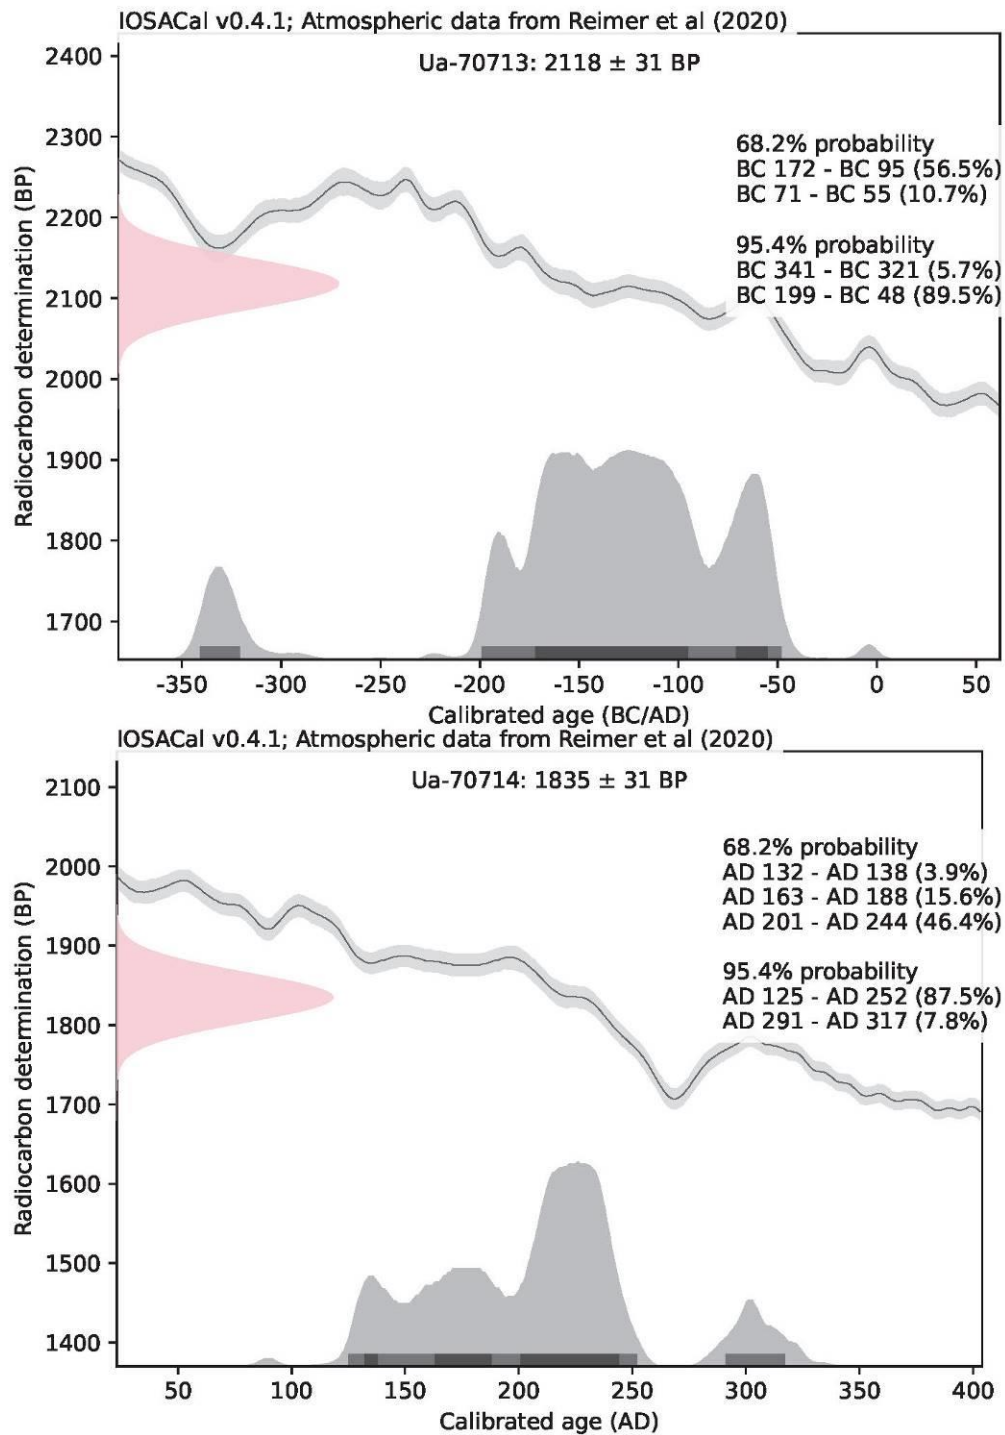 IOSACal v0.4.1; Atmospheric data from Reimer et al (2020)
Ua-70713: 2118 ± 31 BP
68.2% probability
BC 172 - BC 95 (56.5%)
BC 71 - BC 55 (10.7%)
95.4% probability
BC 341 - BC 321 (5.7%)
BC 199 - BC 48 (89.5%)
Radiocarbon determination (BP)
2400
2300
2200
2100
2000
1900
1800
1700
-350 -300 -250 -200 -150 -100 -50 0 50
Calibrated age (BC/AD)
IOSACal v0.4.1; Atmospheric data from Reimer et al (2020)
Ua-70714: 1835 ± 31 BP
68.2% probability
AD 132 - AD 138 (3.9%)
AD 163 - AD 188 (15.6%)
AD 201 - AD 244 (46.4%)
95.4% probability
AD 125 - AD 252 (87.5%)
AD 291 - AD 317 (7.8%)
Radiocarbon determination (BP)
2100
2000
1900
1800
1700
1600
1500
1400
50 100 150 200 250 300 350 400
Calibrated age (AD)